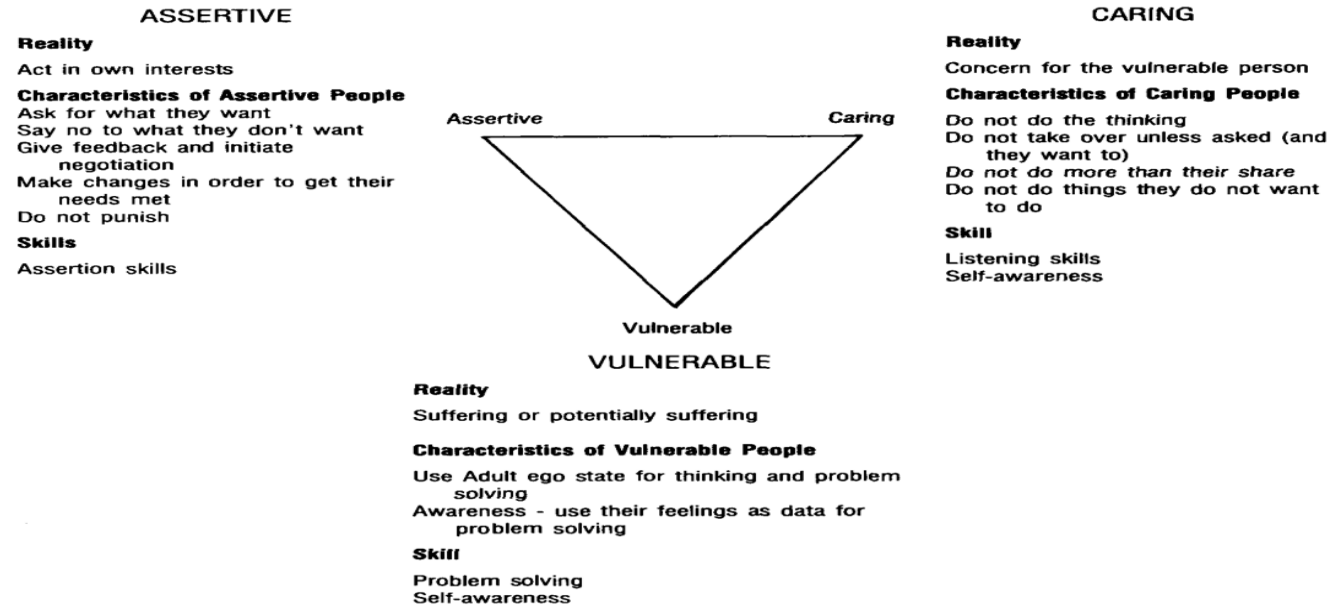 ASSERTIVE
Reality
Act in own interests
Characteristics of Assertive People
Ask for what they want
Say no to what they don't want
Give feedback and initiate
negotiation
Make changes in order to get their
needs met
Do not punish
Skills
Assertion skills
Assertive
Caring
Vulnerable
CARING
Reality
Concern for the vulnerable person
Characteristics of Caring People
Do not do the thinking
Do not take over unless asked (and
they want to)
Do not do more than their share
Do not do things they do not want
to do
Skill
Listening skills
Self-awareness
VULNERABLE
Reality
Suffering or potentially suffering
Characteristics of Vulnerable People
Use Adult ego state for thinking and problem
solving
Awareness - use their feelings as data for
problem solving
Skill
Problem solving
Self-awareness